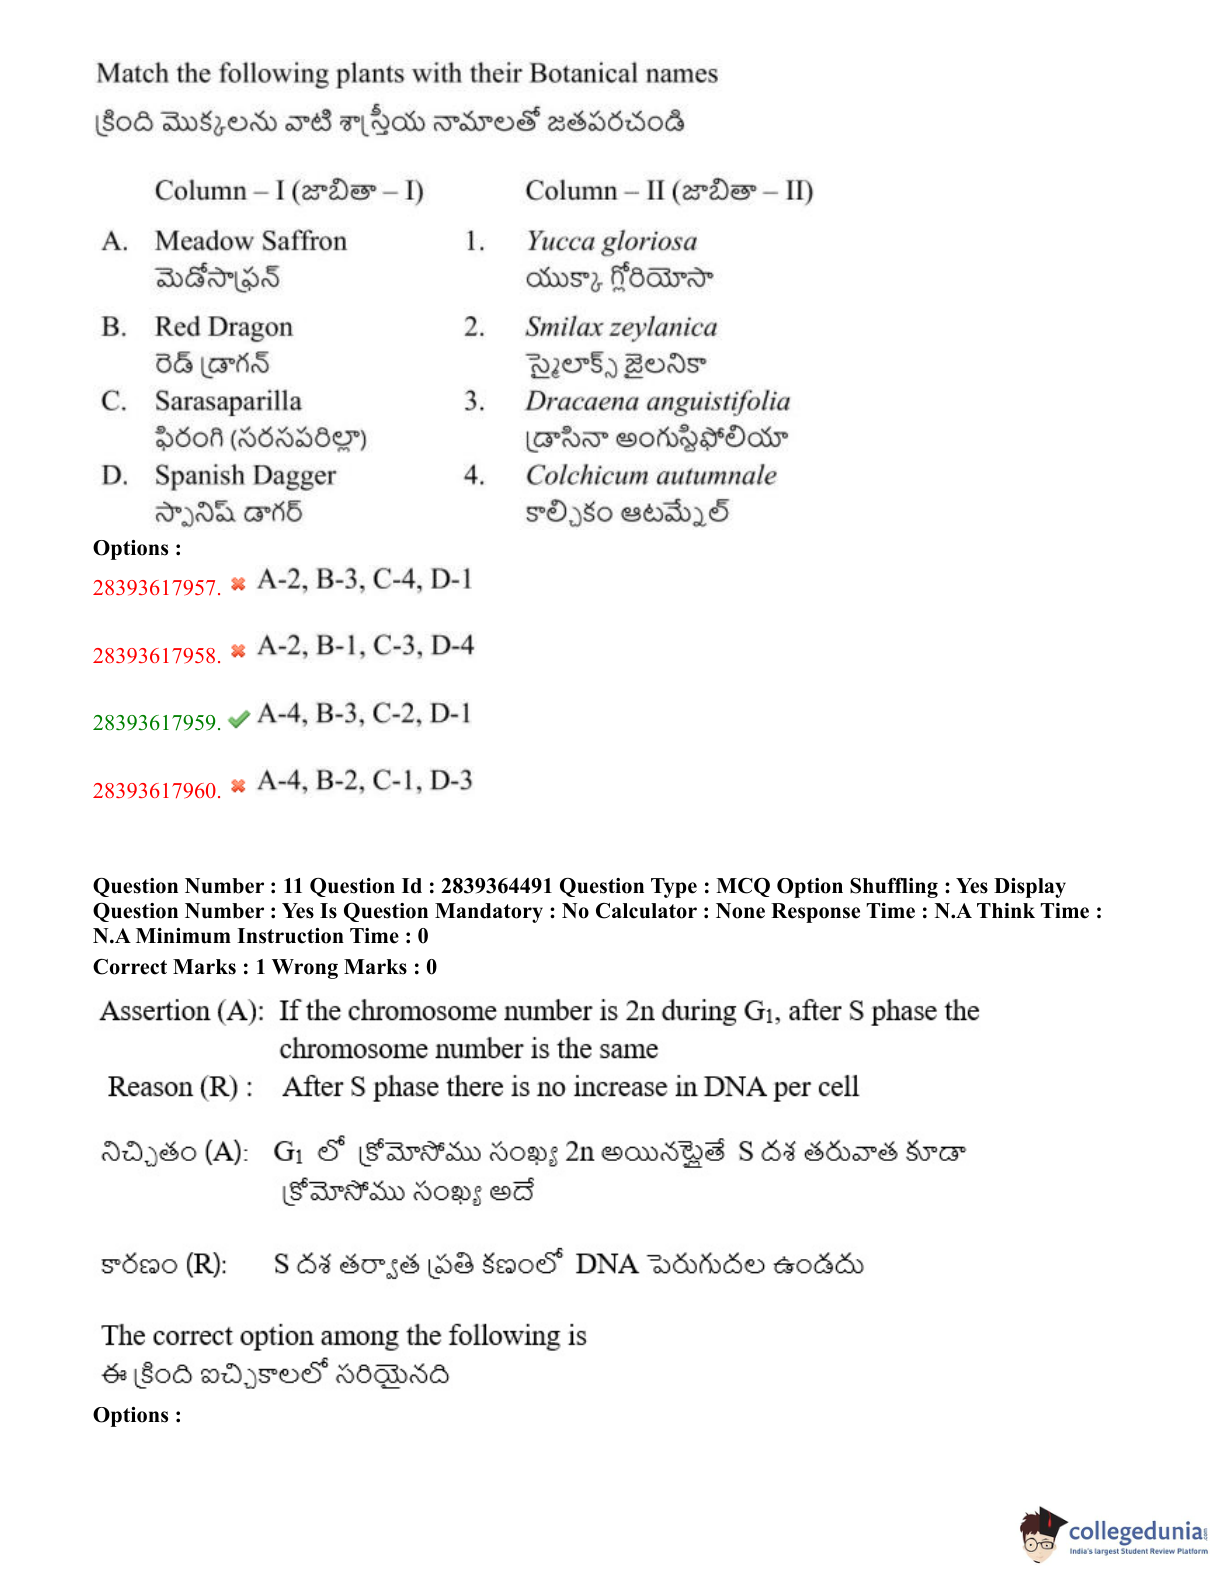 Match the following plants with their Botanical names
క్రింది మొక్కలను వాటి శాస్త్రీయ నామాలతో జతపరచండి
Column – I (జాబితా – I) Column – II (జాబితా – II)
A. Meadow Saffron 1. Yucca gloriosa
మెడోసాఫ్రన్ యుక్కా గ్లోరియోసా
B. Red Dragon 2. Smilax zeylanica
రెడ్ డ్రాగన్ స్మైలాక్స్ జైలనికా
C. Sarasaparilla 3. Dracaena anguistifolia
ఫిరంగి (సరసపరిల్లా) డ్రాసినా అంగుస్టిఫోలియా
D. Spanish Dagger 4. Colchicum autumnale
స్పానిష్ డాగర్ కాల్చికం ఆటమ్నేల్
Options :
28393617957. A-2, B-3, C-4, D-1
28393617958. A-2, B-1, C-3, D-4
28393617959. A-4, B-3, C-2, D-1
28393617960. A-4, B-2, C-1, D-3
Question Number : 11 Question Id : 2839364491 Question Type : MCQ Option Shuffling : Yes Display
Question Number : Yes Is Question Mandatory : No Calculator : None Response Time : N.A Think Time :
N.A Minimum Instruction Time : 0
Correct Marks : 1 Wrong Marks : 0
Assertion (A): If the chromosome number is 2n during G₁, after S phase the
chromosome number is the same
Reason (R) : After S phase there is no increase in DNA per cell
నిచ్చితం (A): G₁ లో క్రోమోసోము సంఖ్య 2n అయినట్లైతే S దశ తరువాత కూడా
క్రోమోసోము సంఖ్య అదే
కారణం (R): S దశ తర్వాత ప్రతి కణంలో DNA పెరుగుదల ఉండదు
The correct option among the following is
ఈ క్రింది ఐచ్చికాలలో సరియైనది
Options :
collegedunia
India's largest Student Review Platform